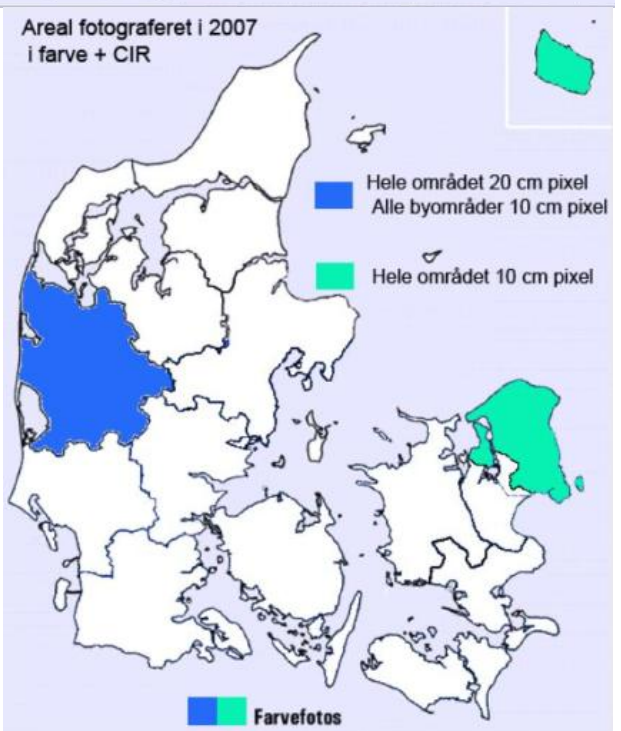 Areal fotograferet i 2007
i farve + CIR
Hele området 20 cm pixel
Alle byområder 10 cm pixel
Hele området 10 cm pixel
Farvefotos